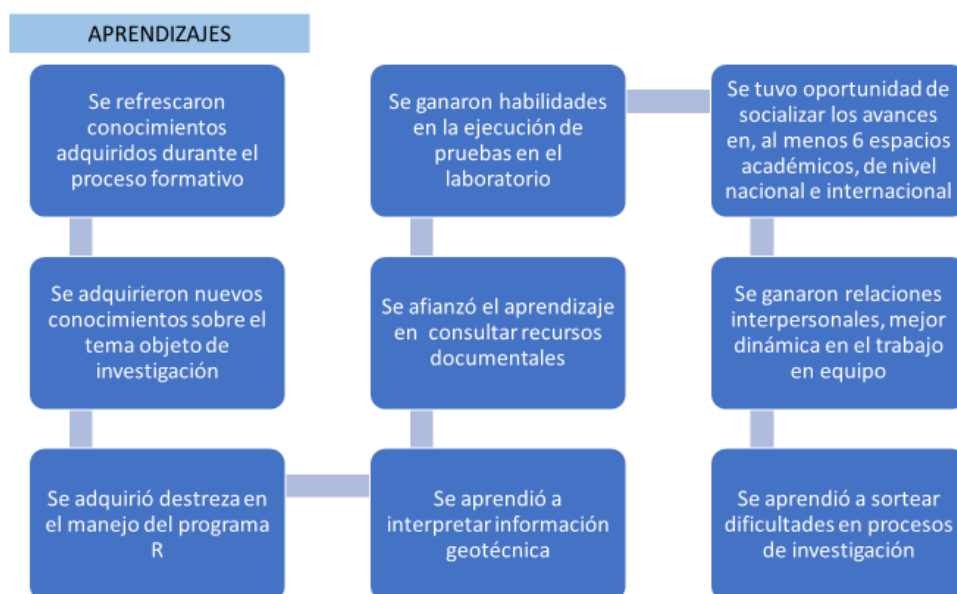 APRENDIZAJES
Se refrescaron
conocimientos
adquiridos durante el
proceso formativo
Se adquirieron nuevos
conocimientos sobre el
tema objeto de
investigación
Se adquirió destreza en
el manejo del programa
R
Se aprendió a
interpretar información
geotécnica
Se afianzó el aprendizaje
en consultar recursos
documentales
Se ganaron habilidades
en la ejecución de
pruebas en el
laboratorio
Se tuvo oportunidad de
socializar los avances
en, al menos 6 espacios
académicos, de nivel
nacional e internacional
Se ganaron relaciones
interpersonales, mejor
dinámica en el trabajo
en equipo
Se aprendió a sortear
dificultades en procesos
de investigación